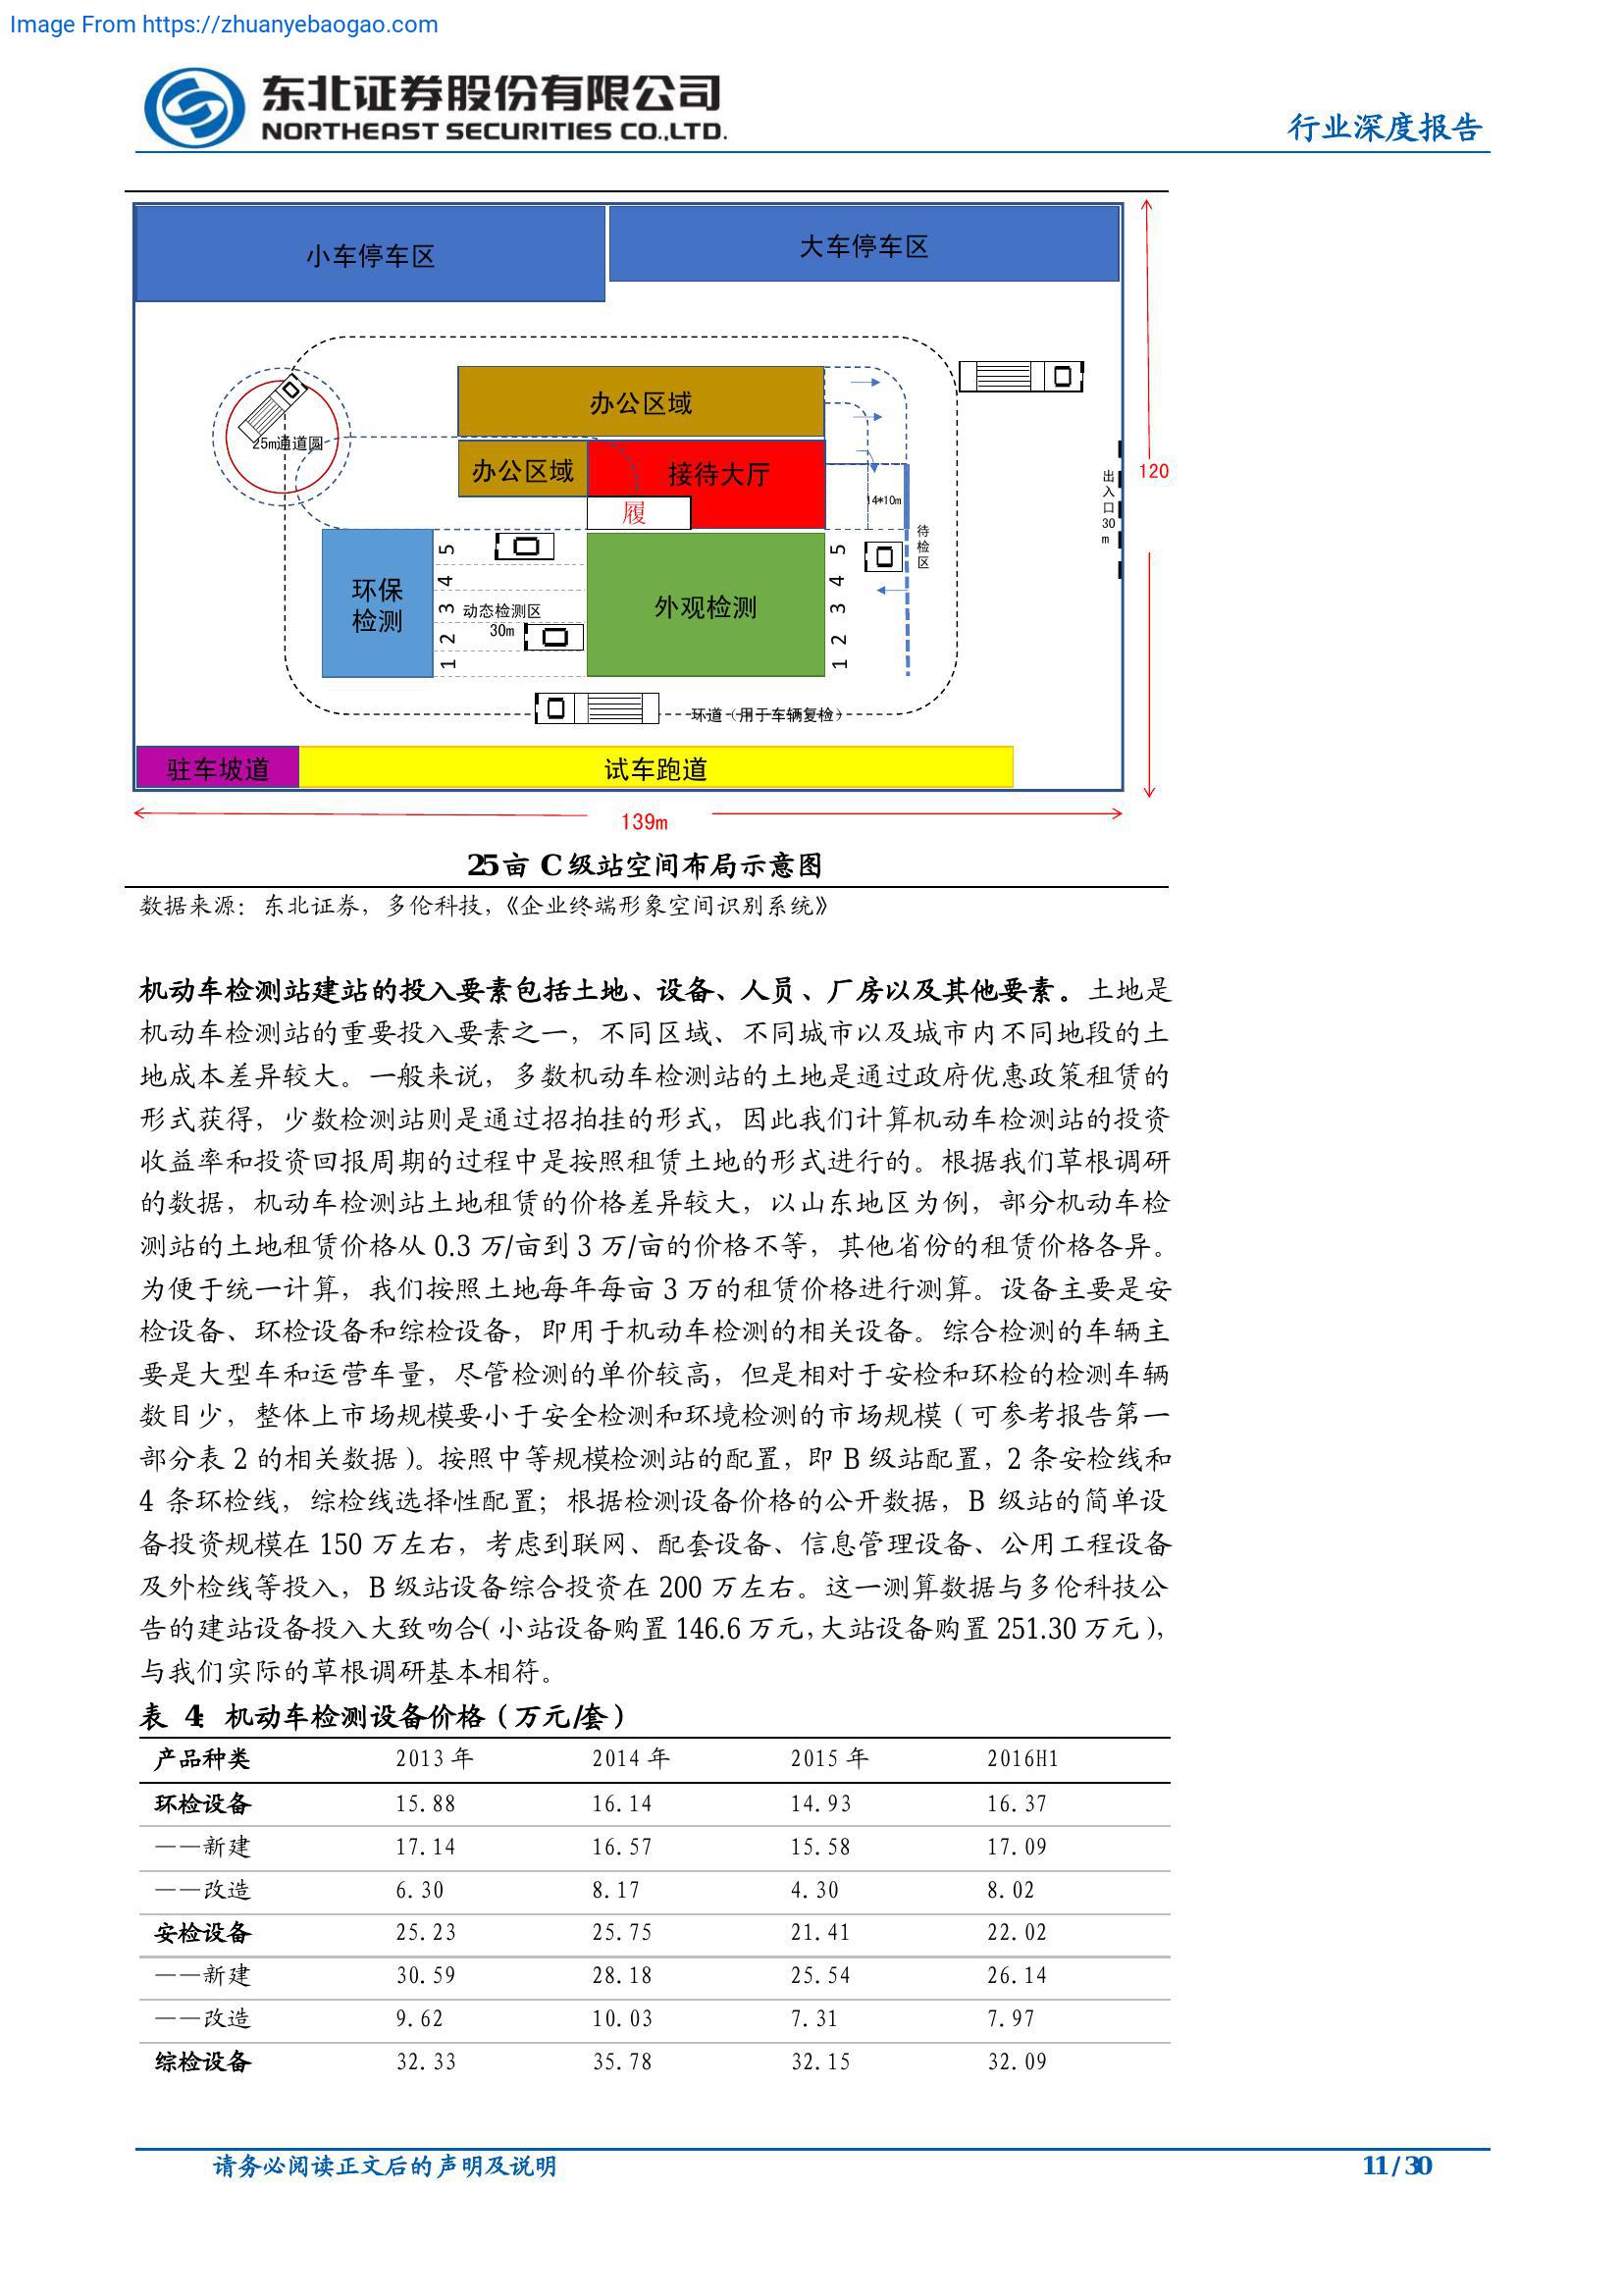 Image From https://zhuanyebaogao.com
东北证券股份有限公司
NORTHEAST SECURITIES CO.,LTD.
行业深度报告
小车停车区
大车停车区
办公区域
25m通道圆
办公区域
接待大厅
履
14*10m
待检区
出入口30m
120
环保
检测
5
4
3
2
1
动态检测区
30m
外观检测
5
4
3
2
1
环道（用于车辆复检）
驻车坡道
试车跑道
139m
25亩 C级站空间布局示意图
数据来源：东北证券，多伦科技，《企业终端形象空间识别系统》
机动车检测站建站的投入要素包括土地、设备、人员、厂房以及其他要素。土地是
机动车检测站的重要投入要素之一，不同区域、不同城市以及城市内不同地段的土
地成本差异较大。一般来说，多数机动车检测站的土地是通过政府优惠政策租赁的
形式获得，少数检测站则是通过招拍挂的形式，因此我们计算机动车检测站的投资
收益率和投资回报周期的过程中是按照租赁土地的形式进行的。根据我们草根调研
的数据，机动车检测站土地租赁的价格差异较大，以山东地区为例，部分机动车检
测站的土地租赁价格从 0.3 万/亩到 3 万/亩的价格不等，其他省份的租赁价格各异。
为便于统一计算，我们按照土地每年每亩 3 万的租赁价格进行测算。设备主要是安
检设备、环检设备和综检设备，即用于机动车检测的相关设备。综合检测的车辆主
要是大型车和运营车量，尽管检测的单价较高，但是相对于安检和环检的检测车辆
数目少，整体上市场规模要小于安全检测和环境检测的市场规模（可参考报告第一
部分表 2 的相关数据）。按照中等规模检测站的配置，即 B 级站配置，2 条安检线和
4 条环检线，综检线选择性配置；根据检测设备价格的公开数据，B 级站的简单设
备投资规模在 150 万左右，考虑到联网、配套设备、信息管理设备、公用工程设备
及外检线等投入，B 级站设备综合投资在 200 万左右。这一测算数据与多伦科技公
告的建站设备投入大致吻合（小站设备购置 146.6 万元，大站设备购置 251.30 万元），
与我们实际的草根调研基本相符。
表 4：机动车检测设备价格（万元/套）
产品种类 2013 年 2014 年 2015 年 2016H1
环检设备 15.88 16.14 14.93 16.37
——新建 17.14 16.57 15.58 17.09
——改造 6.30 8.17 4.30 8.02
安检设备 25.23 25.75 21.41 22.02
——新建 30.59 28.18 25.54 26.14
——改造 9.62 10.03 7.31 7.97
综检设备 32.33 35.78 32.15 32.09
请务必阅读正文后的声明及说明
11 / 30